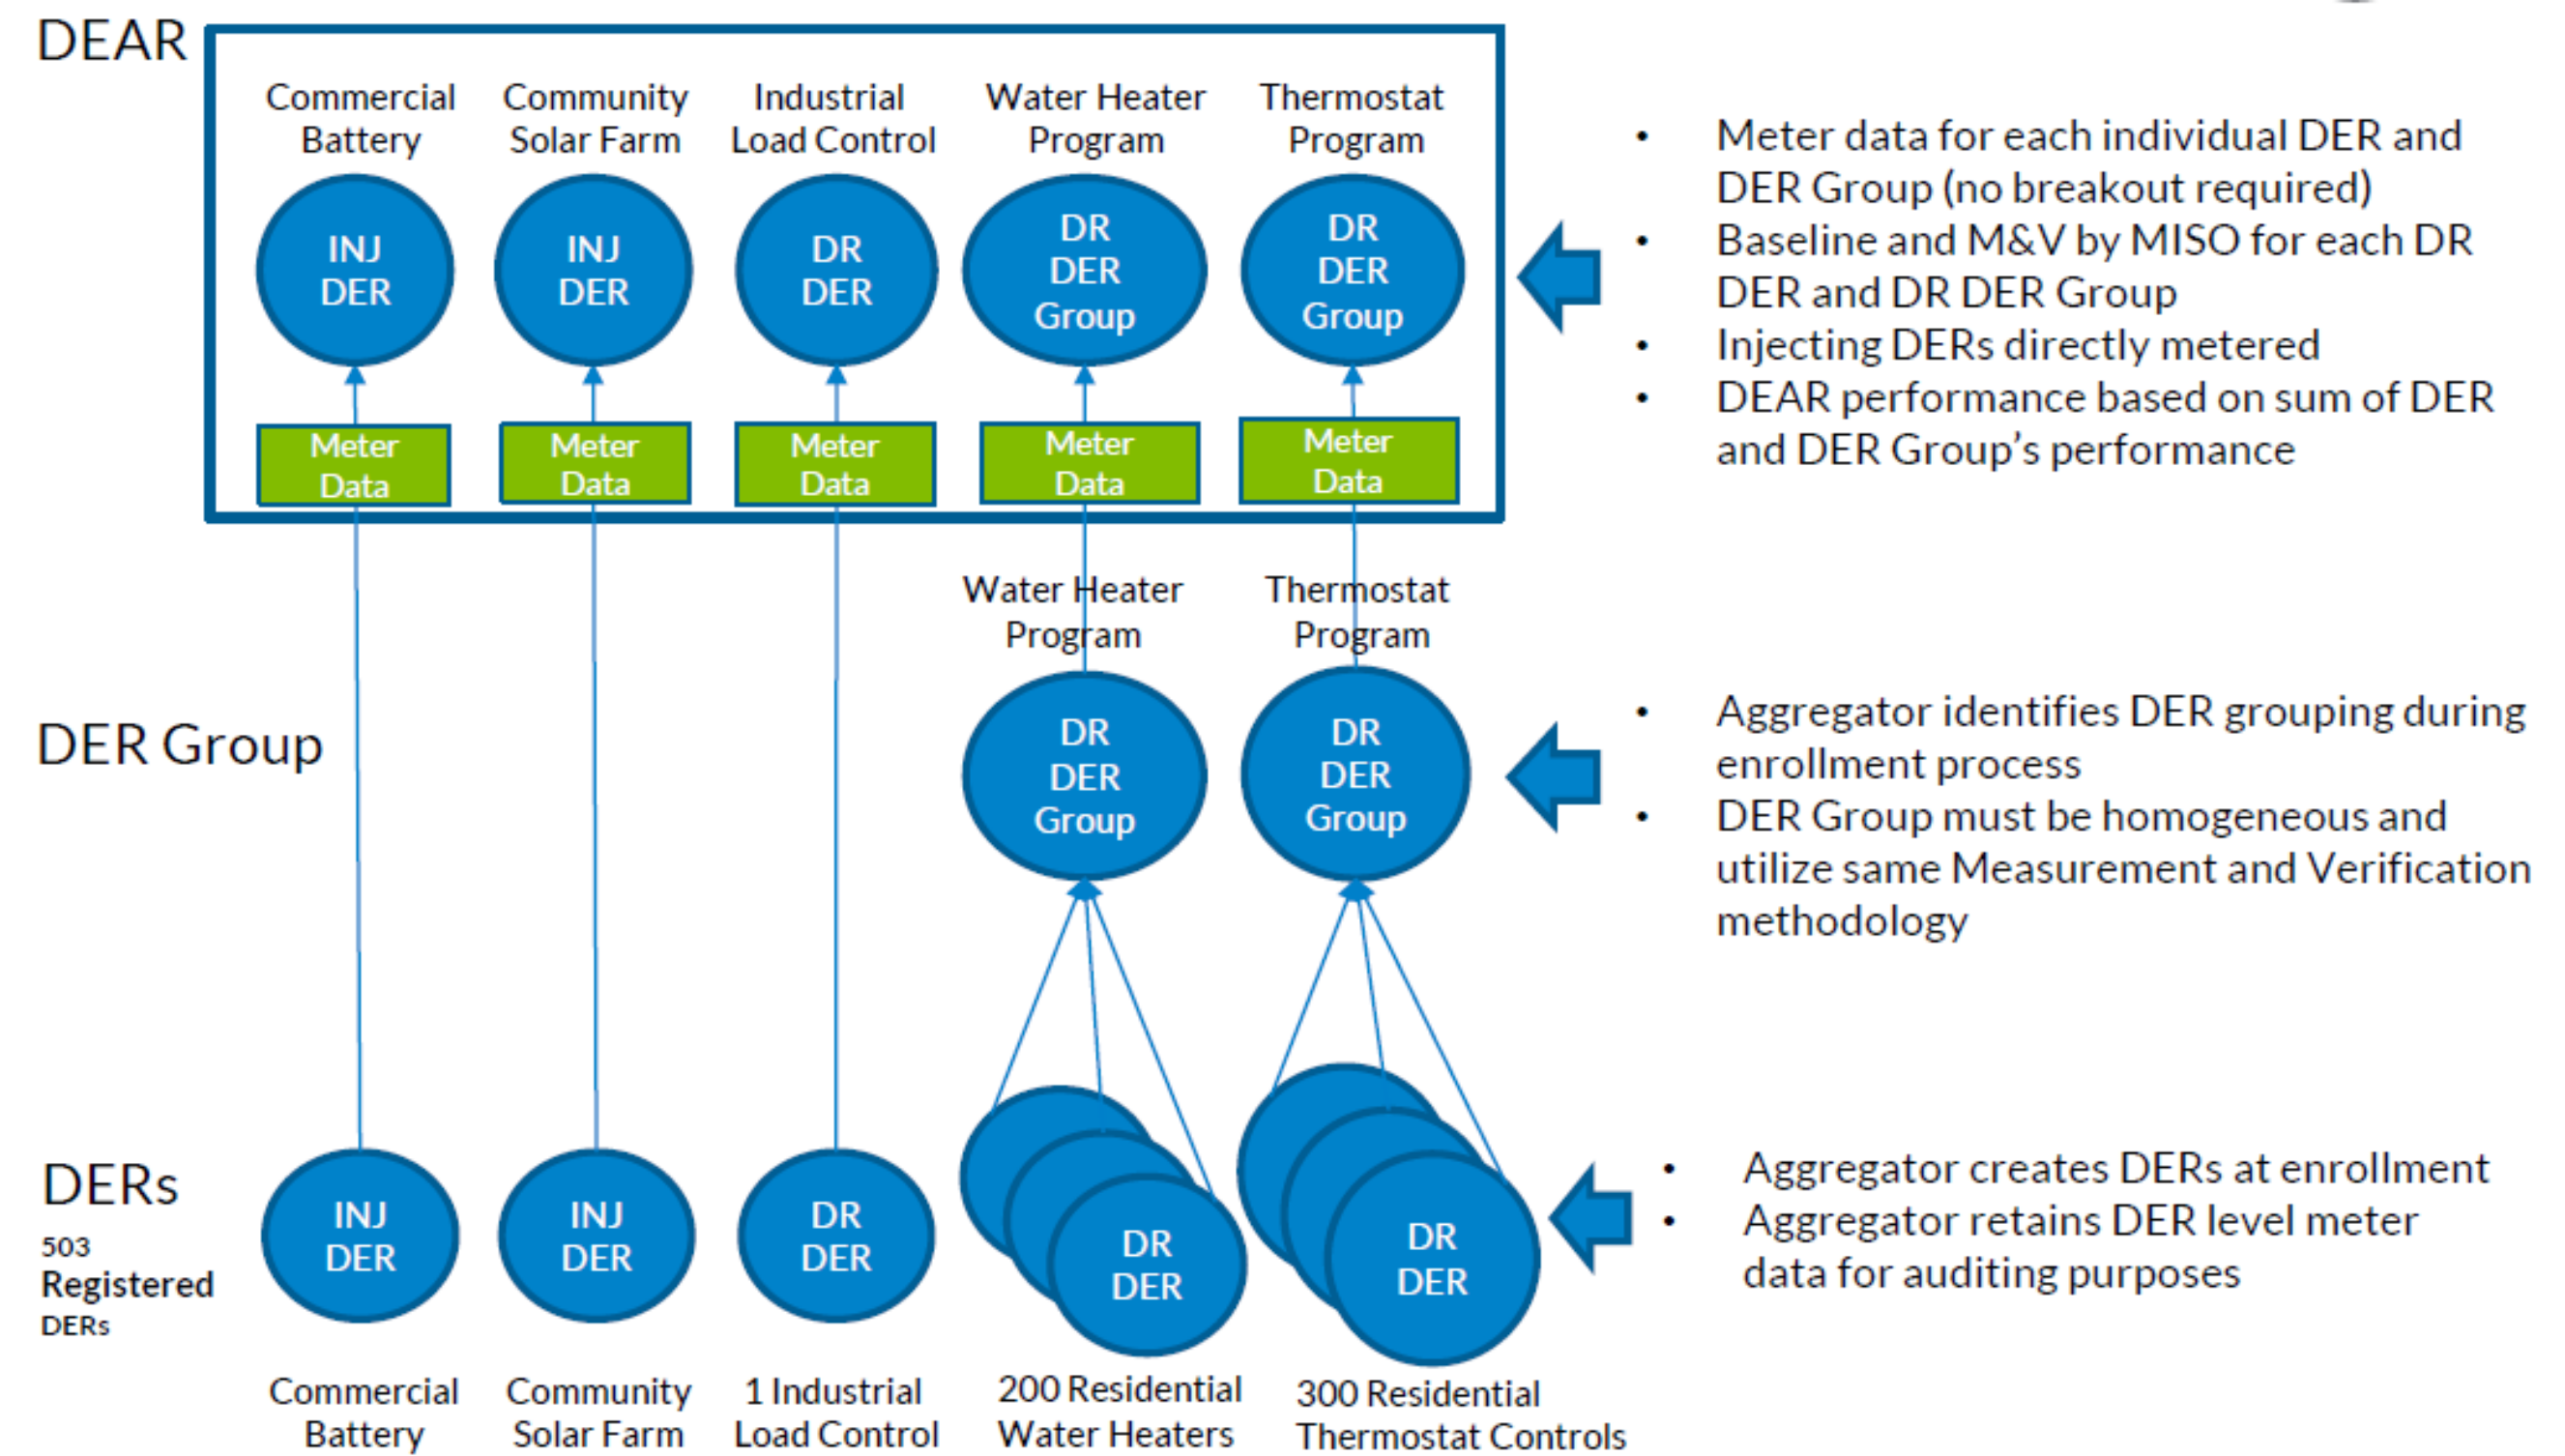 DEAR
Commercial
Battery
Community
Solar Farm
Industrial
Load Control
Water Heater
Program
Thermostat
Program
INJ
DER
INJ
DER
DR
DER
DR
DER
Group
DR
DER
Group
Meter
Data
Meter
Data
Meter
Data
Meter
Data
Meter
Data
• Meter data for each individual DER and
DER Group (no breakout required)
• Baseline and M&V by MISO for each DR
DER and DR DER Group
• Injecting DERs directly metered
• DEAR performance based on sum of DER
and DER Group's performance
DER Group
Water Heater
Program
Thermostat
Program
DR
DER
Group
DR
DER
Group
• Aggregator identifies DER grouping during
enrollment process
• DER Group must be homogeneous and
utilize same Measurement and Verification
methodology
DERs
503
Registered
DERs
INJ
DER
INJ
DER
DR
DER
DR
DER
DR
DER
Commercial
Battery
Community
Solar Farm
1 Industrial
Load Control
200 Residential
Water Heaters
300 Residential
Thermostat Controls
• Aggregator creates DERs at enrollment
• Aggregator retains DER level meter
data for auditing purposes